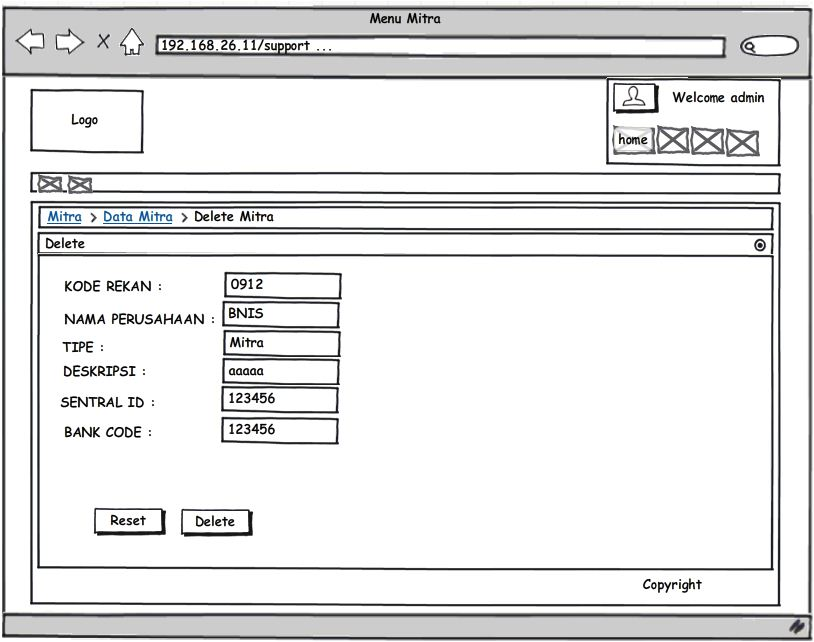 Menu Mitra
192.168.26.11/support ...
Logo
Welcome admin
home
Mitra > Data Mitra > Delete Mitra
Delete
KODE REKAN : 0912
NAMA PERUSAHAAN : BNIS
TIPE : Mitra
DESKRIPSI : aaaaa
SENTRAL ID : 123456
BANK CODE : 123456
Reset Delete
Copyright